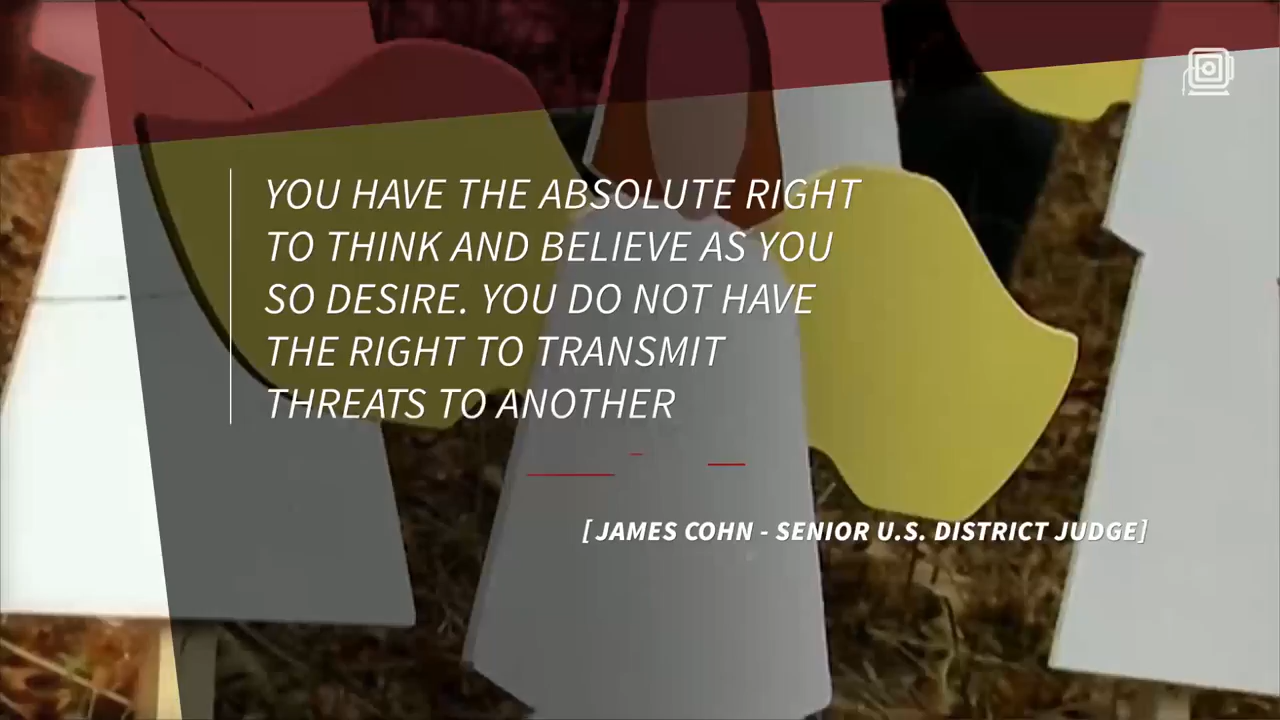 YOU HAVE THE ABSOLUTE RIGHT
TO THINK AND BELIEVE AS YOU
SO DESIRE. YOU DO NOT HAVE
THE RIGHT TO TRANSMIT
THREATS TO ANOTHER
[JAMES COHN - SENIOR U.S. DISTRICT JUDGE]